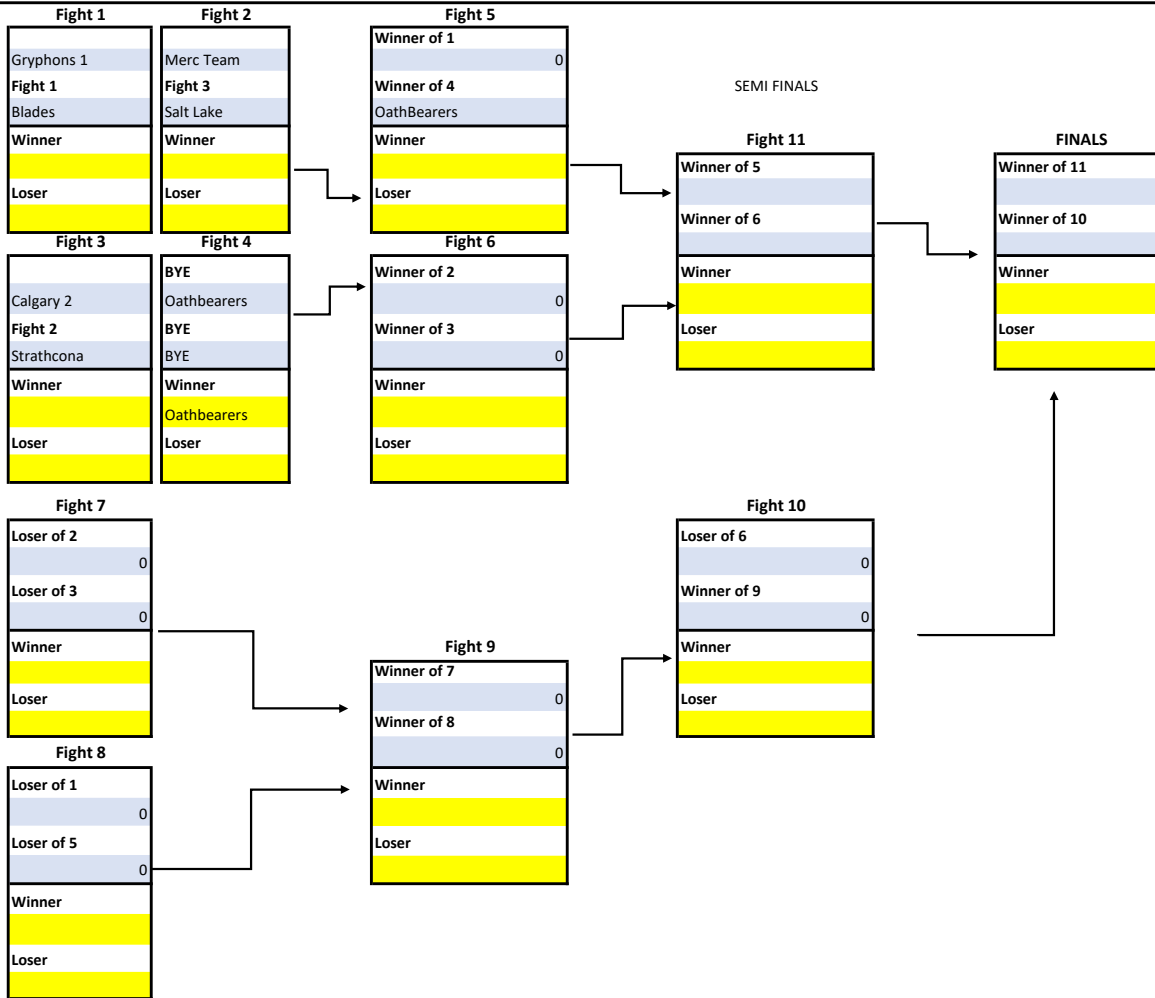 Fight 1
Gryphons 1
Fight 1
Blades
Winner
Loser
Fight 2
Merc Team
Fight 3
Salt Lake
Winner
Loser
Fight 5
Winner of 1
0
Winner of 4
OathBearers
Winner
Loser
SEMI FINALS
Fight 11
Winner of 5
Winner of 6
Winner
Loser
FINALS
Winner of 11
Winner of 10
Winner
Loser
Fight 3
Calgary 2
Fight 2
Strathcona
Winner
Loser
Fight 4
BYE
Oathbearers
BYE
BYE
Winner
Oathbearers
Loser
Fight 6
Winner of 2
0
Winner of 3
0
Winner
Loser
Fight 7
Loser of 2
0
Loser of 3
0
Winner
Loser
Fight 10
Loser of 6
0
Winner of 9
0
Winner
Loser
Fight 9
Winner of 7
0
Winner of 8
0
Winner
Loser
Fight 8
Loser of 1
0
Loser of 5
0
Winner
Loser